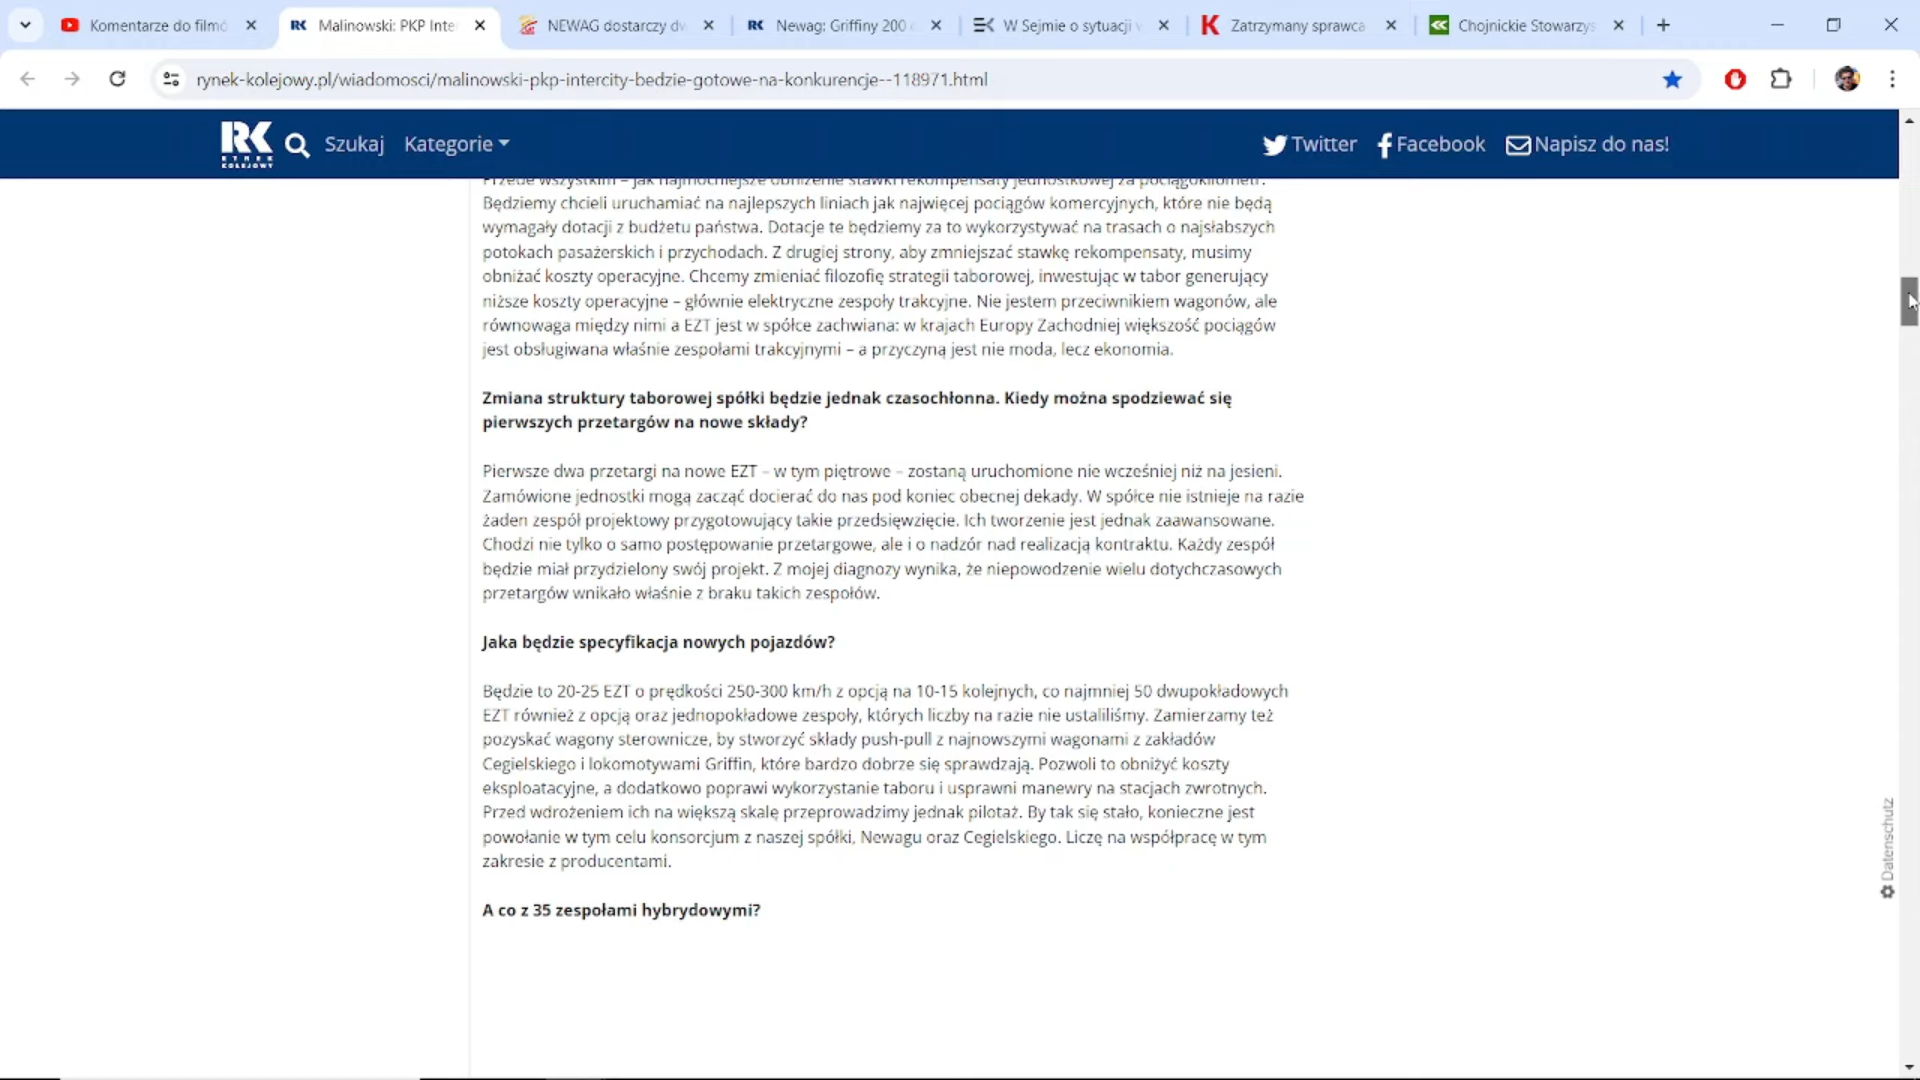 Komentarze do filmó
Malinowski: PKP Inte
NEWAG dostarczy dw
Newag: Griffiny 200
W Sejmie o sytuacji
Zatrzymany sprawca
Chojnickie Stowarzys
rynek-kolejowy.pl/wiadomosci/malinowski-pkp-intercity-bedzie-gotowe-na-konkurencje--118971.html
RK
RYNEK
KOLEJOWY
Szukaj
Kategorie
Twitter
Facebook
Napisz do nas!
Przede wszystkim – jak najmocniejsze obniżenie stawki rekompensaty jednostkowej za pociągokilometr.
Będziemy chcieli uruchamiać na najlepszych liniach jak najwięcej pociągów komercyjnych, które nie będą
wymagały dotacji z budżetu państwa. Dotacje te będziemy za to wykorzystywać na trasach o najsłabszych
potokach pasażerskich i przychodach. Z drugiej strony, aby zmniejszać stawkę rekompensaty, musimy
obniżać koszty operacyjne. Chcemy zmieniać filozofię strategii taborowej, inwestując w tabor generujący
niższe koszty operacyjne – głównie elektryczne zespoły trakcyjne. Nie jestem przeciwnikiem wagonów, ale
równowaga między nimi a EZT jest w spółce zachwiana: w krajach Europy Zachodniej większość pociągów
jest obsługiwana właśnie zespołami trakcyjnymi – a przyczyną jest nie moda, lecz ekonomia.
Zmiana struktury taborowej spółki będzie jednak czasochłonna. Kiedy można spodziewać się
pierwszych przetargów na nowe składy?
Pierwsze dwa przetargi na nowe EZT – w tym piętrowe – zostaną uruchomione nie wcześniej niż na jesieni.
Zamówione jednostki mogą zacząć docierać do nas pod koniec obecnej dekady. W spółce nie istnieje na razie
żaden zespół projektowy przygotowujący takie przedsięwzięcie. Ich tworzenie jest jednak zaawansowane.
Chodzi nie tylko o samo postępowanie przetargowe, ale i o nadzór nad realizacją kontraktu. Każdy zespół
będzie miał przydzielony swój projekt. Z mojej diagnozy wynika, że niepowodzenie wielu dotychczasowych
przetargów wnikało właśnie z braku takich zespołów.
Jaka będzie specyfikacja nowych pojazdów?
Będzie to 20-25 EZT o prędkości 250-300 km/h z opcją na 10-15 kolejnych, co najmniej 50 dwupokładowych
EZT również z opcją oraz jednopokładowe zespoły, których liczby na razie nie ustaliliśmy. Zamierzamy też
pozyskać wagony sterownicze, by stworzyć składy push-pull z najnowszymi wagonami z zakładów
Cegielskiego i lokomotywami Griffin, które bardzo dobrze się sprawdzają. Pozwoli to obniżyć koszty
eksploatacyjne, a dodatkowo poprawi wykorzystanie taboru i usprawni manewry na stacjach zwrotnych.
Przed wdrożeniem ich na większą skalę przeprowadzimy jednak pilotaż. By tak się stało, konieczne jest
powołanie w tym celu konsorcjum z naszej spółki, Newagu oraz Cegielskiego. Liczę na współpracę w tym
zakresie z producentami.
A co z 35 zespołami hybrydowymi?
Datenschutz